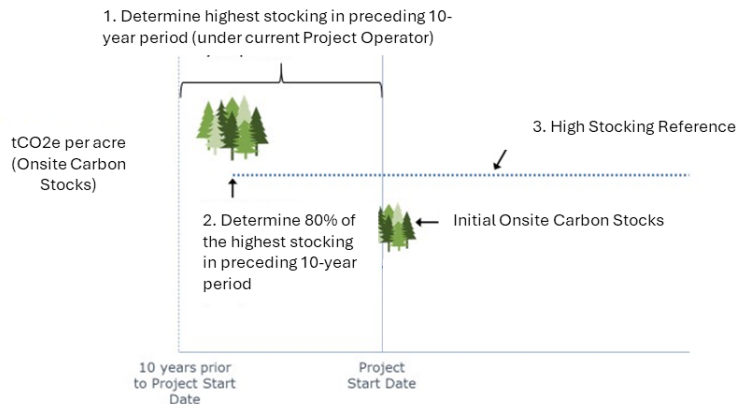 1. Determine highest stocking in preceding 10-
year period (under current Project Operator)
tCO2e per acre
(Onsite Carbon
Stocks)
3. High Stocking Reference
2. Determine 80% of
the highest stocking
in preceding 10-year
period
Initial Onsite Carbon Stocks
10 years prior
to Project Start
Date
Project
Start Date